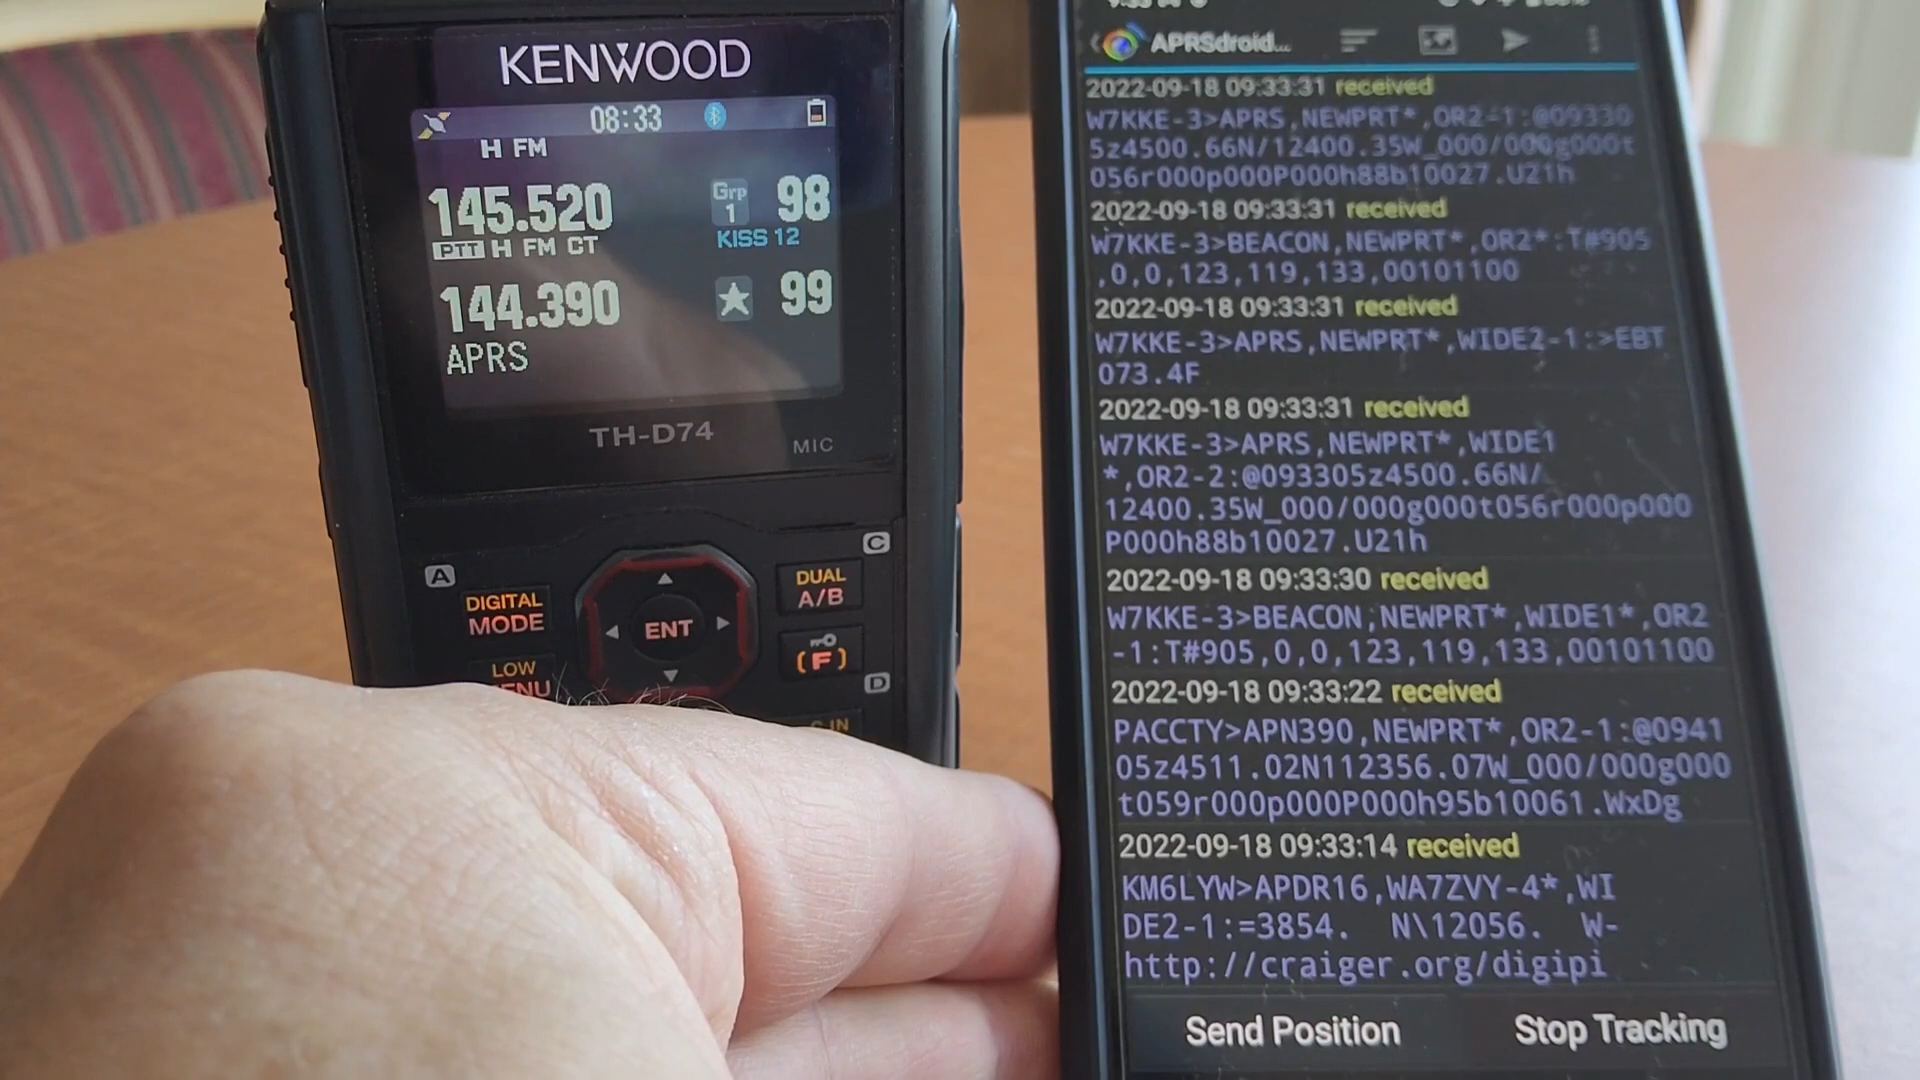 KENWOOD
08:33
H FM
145.520
Grp
1
98
PTT H FM CT
KISS 12
144.390
99
APRS
TH-D74
MIC
A
C
DIGITAL
MODE
DUAL
A/B
ENT
(F)
LOW
D
IN
APRSdroid...
2022-09-18 09:33:31 received
W7KKE-3>APRS,NEWPRT*,OR2-1:@09330
5z4500.66N/12400.35W_000/000g000t
056r000p000P000h88b10027.U21h
2022-09-18 09:33:31 received
W7KKE-3>BEACON,NEWPRT*,OR2*:T#905
,0,0,123,119,133,00101100
2022-09-18 09:33:31 received
W7KKE-3>APRS,NEWPRT*,WIDE2-1:>EBT
073.4F
2022-09-18 09:33:31 received
W7KKE-3>APRS,NEWPRT*,WIDE1
*,OR2-2:@093305z4500.66N/
12400.35W_000/000g000t056r000p000
P000h88b10027.U21h
2022-09-18 09:33:30 received
W7KKE-3>BEACON,NEWPRT*,WIDE1*,OR2
-1:T#905,0,0,123,119,133,00101100
2022-09-18 09:33:22 received
PACCTY>APN390,NEWPRT*,OR2-1:@0941
05z4511.02N112356.07W_000/000g000
t059r000p000P000h95b10061.WxDg
2022-09-18 09:33:14 received
KM6LYW>APDR16,WA7ZVY-4*,WI
DE2-1:=3854.  N\12056.  W-
http://craiger.org/digipi
Send Position
Stop Tracking